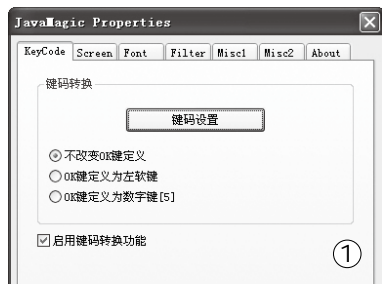 JavaMagic Properties
KeyCode Screen Font Filter Misc1 Misc2 About
键码转换
键码设置
不改变OK键定义
OK键定义为左软键
OK键定义为数字键[5]
启用键码转换功能
①